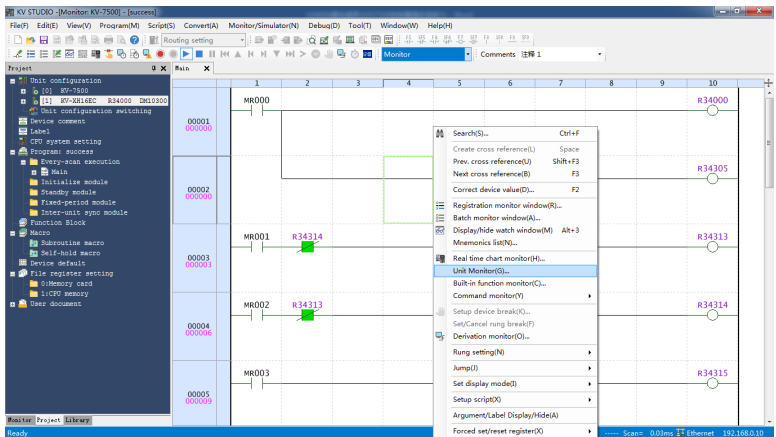 KV STUDIO -[Monitor: KV-7500] - [success]
File(F) Edit(E) View(V) Program(M) Script(S) Convert(A) Monitor/Simulator(N) Debug(D) Tool(T) Window(W) Help(H)
Routing setting
Monitor Comments 注释 1
Project
Main X
Unit configuration
[0] KV-7500
[1] KV-XH16EC R34000 DM10300
Unit configuration switching
Device comment
Label
CPU system setting
Program: success
Every-scan execution
Main
Initialize module
Standby module
Fixed-period module
Inter-unit sync module
Function Block
Macro
Subroutine macro
Self-hold macro
Device default
File register setting
0:Memory card
1:CPU memory
User document
Monitor Project Library
1 2 3 4 5 6 7 8 9 10
00001
000000
MR000
R34000
00002
000000
R34305
00003
000003
MR001
R34314
R34313
00004
000006
MR002
R34313
R34314
00005
000009
MR003
R34315
Search(S)... Ctrl+F
Create cross reference(L) Space
Prev. cross reference(U) Shift+F3
Next cross reference(B) F3
Correct device value(D)... F2
Registration monitor window(R)...
Batch monitor window(A)...
Display/hide watch window(M) Alt+3
Mnemonics list(N)...
Real time chart monitor(H)...
Unit Monitor(G)...
Built-in function monitor(C)...
Command monitor(Y)
Setup device break(K)...
Set/Cancel rung break(F)
Derivation monitor(O)...
Rung setting(N)
Jump(J)
Set display mode(I)
Setup script(X)
Argument/Label Display/Hide(A)
Forced set/reset register(X)
Ready
----- Scan= 0.03ms Ethernet 192.168.0.10